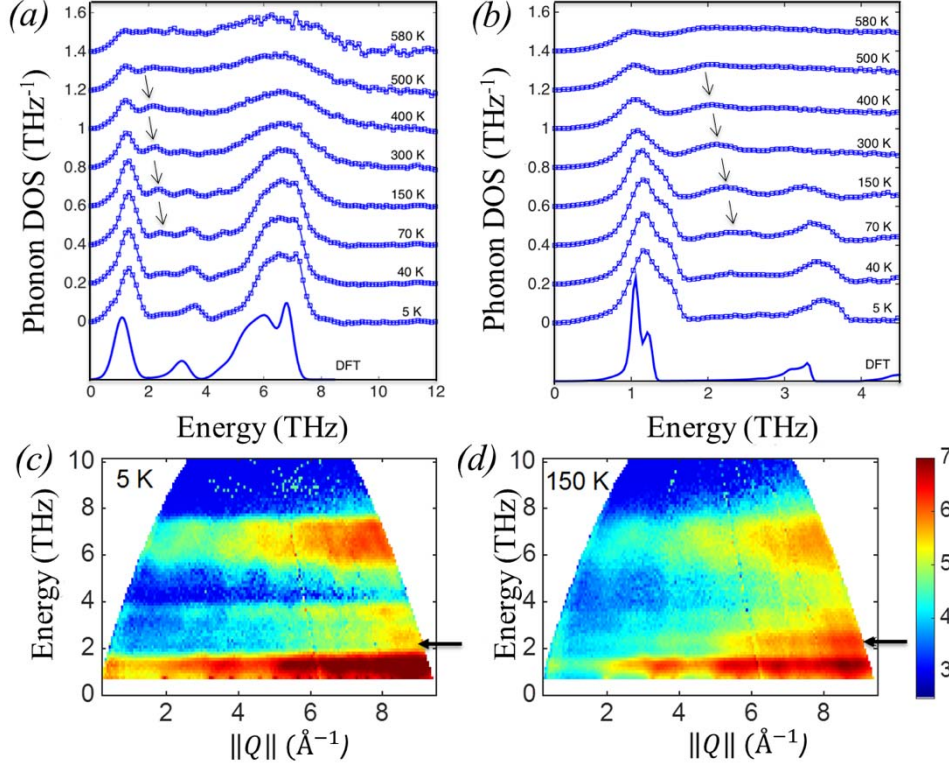 (a)
Phonon DOS (THz⁻¹)
1.6
1.4
1.2
1
0.8
0.6
0.4
0.2
0
580 K
500 K
400 K
300 K
150 K
70 K
40 K
5 K
DFT
0 2 4 6 8 10 12
Energy (THz)
(b)
Phonon DOS (THz⁻¹)
1.6
1.4
1.2
1
0.8
0.6
0.4
0.2
0
580 K
500 K
400 K
300 K
150 K
70 K
40 K
5 K
DFT
0 1 2 3 4
Energy (THz)
(c)
5 K
Energy (THz)
10
8
6
4
2
0
2 4 6 8
‖Q‖ (Å⁻¹)
(d)
150 K
Energy (THz)
10
8
6
4
2
0
2 4 6 8
‖Q‖ (Å⁻¹)
7
6
5
4
3